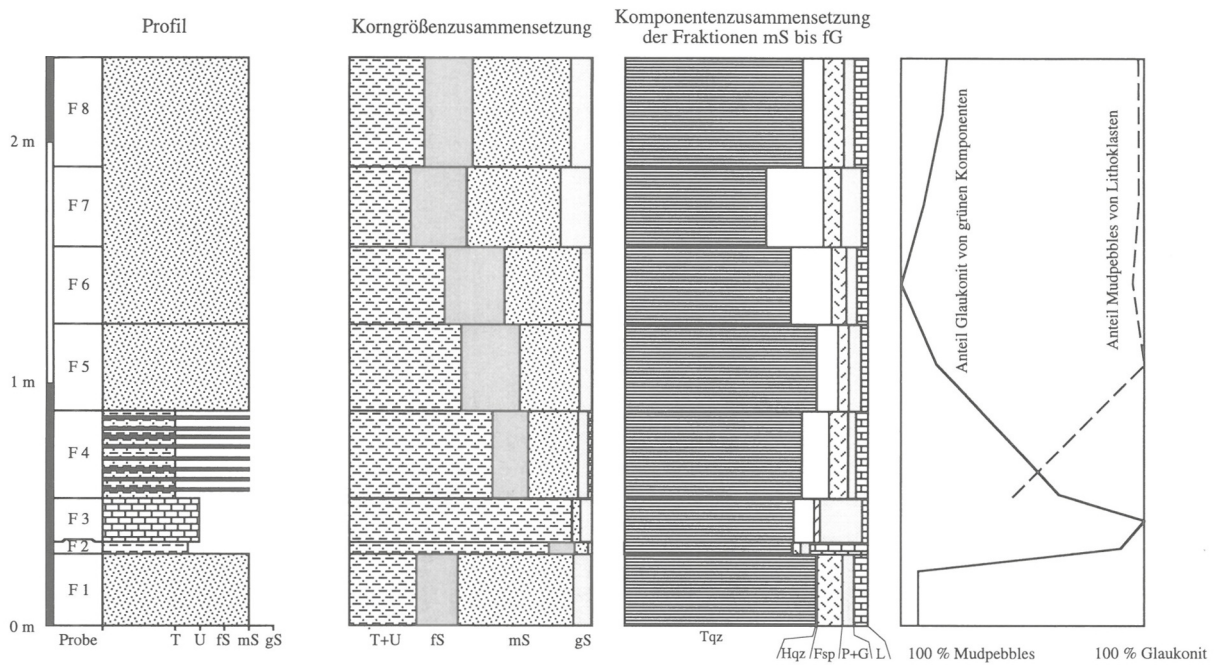 Profil
Korngrößenzusammensetzung
Komponentenzusammensetzung
der Fraktionen mS bis fG
2 m
1 m
0 m
F 8
F 7
F 6
F 5
F 4
F 3
F 2
F 1
Probe
T
U
fS
mS
gS
T+U
fS
mS
gS
Tqz
Hqz
Fsp
P+G
L
Anteil Glaukonit von grünen Komponenten
Anteil Mudpebbles von Lithoklasten
100 % Mudpebbles
100 % Glaukonit